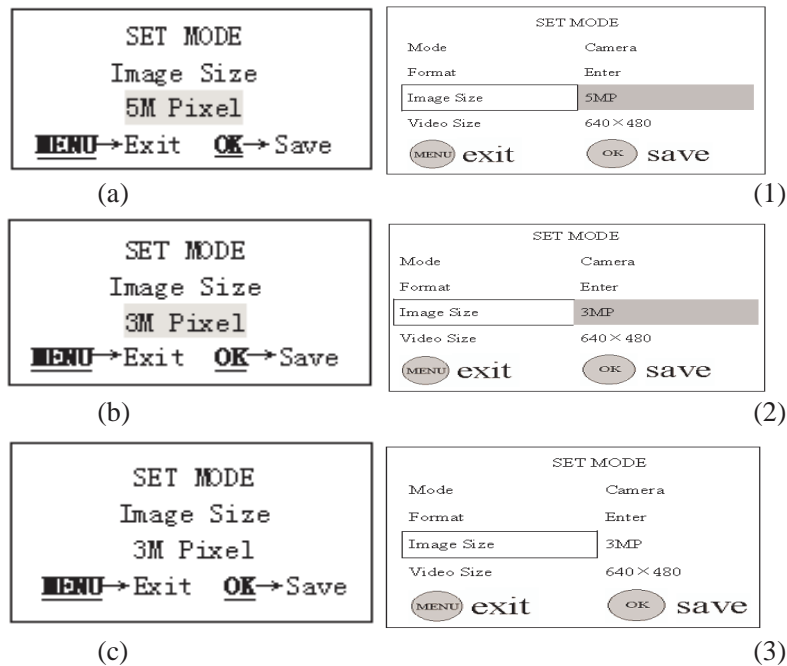 SET MODE
Image Size
5M Pixel
MENU→Exit OK→Save
(a)
SET MODE
Mode Camera
Format Enter
Image Size 5MP
Video Size 640×480
MENU exit OK save
(1)
SET MODE
Image Size
3M Pixel
MENU→Exit OK→Save
(b)
SET MODE
Mode Camera
Format Enter
Image Size 3MP
Video Size 640×480
MENU exit OK save
(2)
SET MODE
Image Size
3M Pixel
MENU→Exit OK→Save
(c)
SET MODE
Mode Camera
Format Enter
Image Size 3MP
Video Size 640×480
MENU exit OK save
(3)